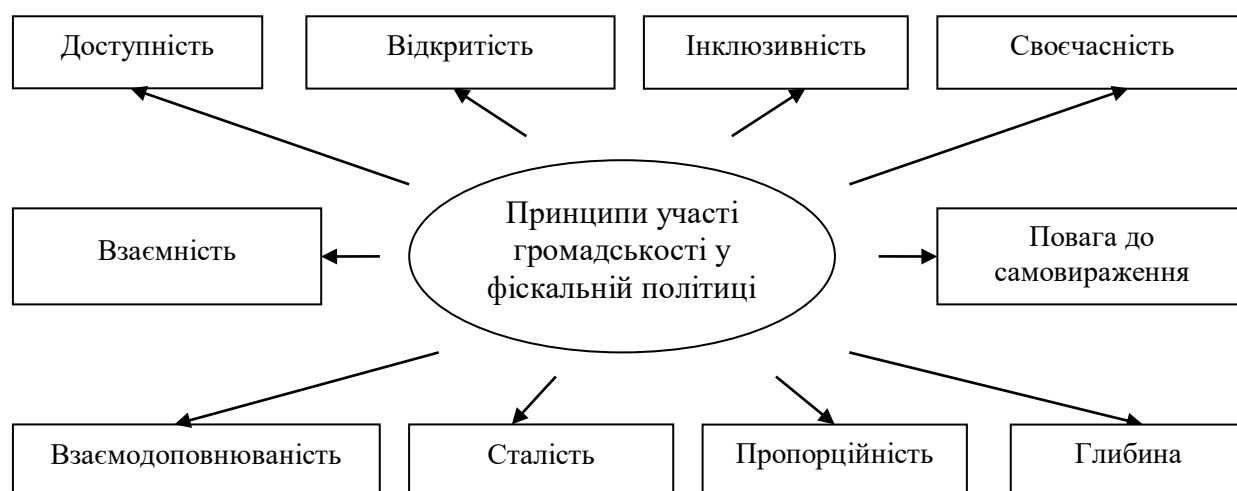 Доступність
Відкритість
Інклюзивність
Своєчасність
Взаємність
Принципи участі
громадськості у
фіскальній політиці
Повага до
самовираження
Взаємодоповнюваність
Сталість
Пропорційність
Глибина